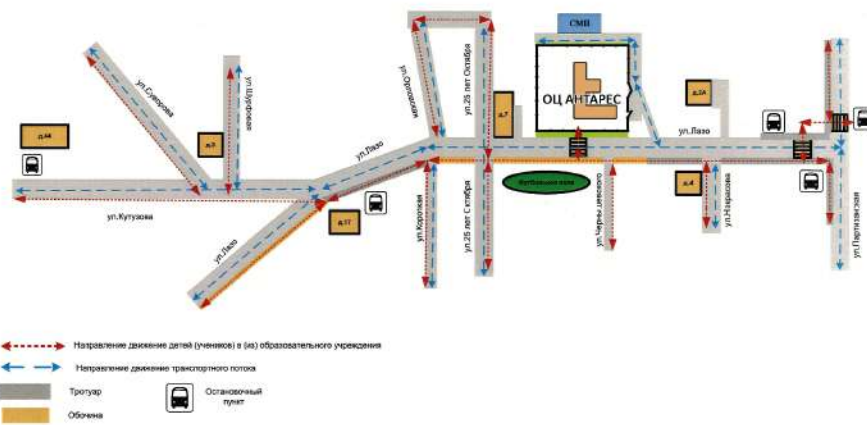 СМП
ул.25 лет Октября
ул.Орловская
ул.Шурфовая
ул.Суворова
ОЦ АНТАРЕС
д.7
д.2А
ул.Лазо
д.44
д.3
ул.Лазо
ул.Кутузова
ул.Лазо
д.17
ул.Короткая
ул.25 лет Октября
Футбольное поле
ул.Чернышевского
д.4
ул.Некрасова
ул.Партизанская
Направление движение детей (учеников) в (из) образовательного учреждения
Направление движение транспортного потока
Тротуар
Остановочный
пункт
Обочина